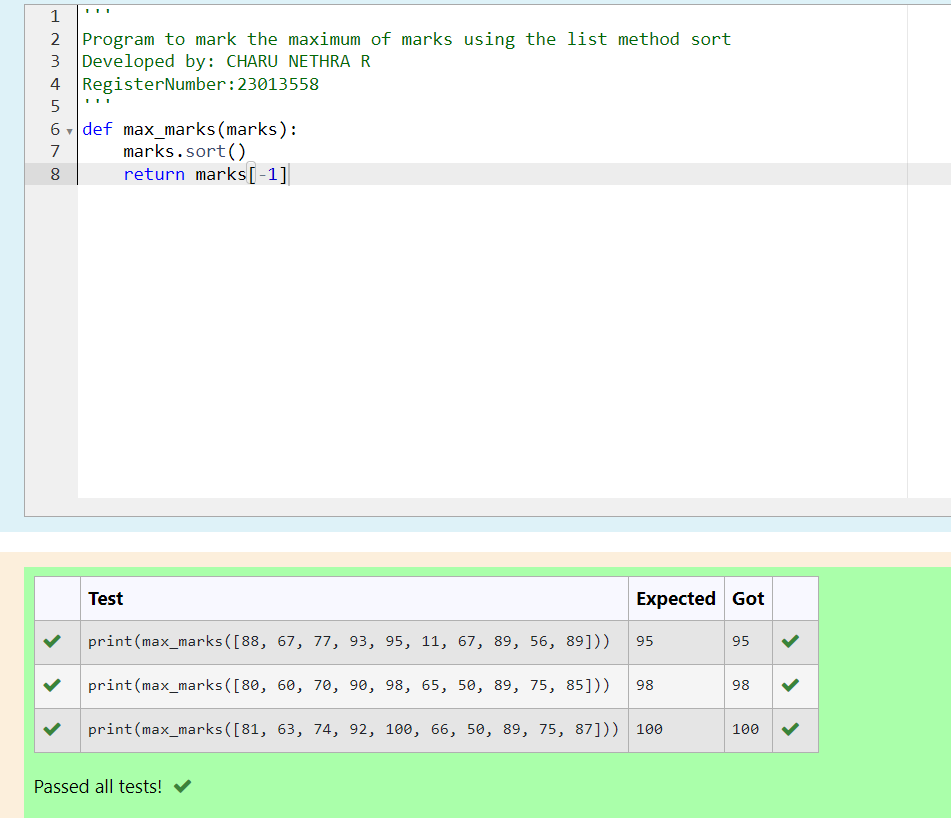 1 '''
2 Program to mark the maximum of marks using the list method sort
3 Developed by: CHARU NETHRA R
4 RegisterNumber:23013558
5 '''
6 def max_marks(marks):
7     marks.sort()
8     return marks[-1]
Test Expected Got
print(max_marks([88, 67, 77, 93, 95, 11, 67, 89, 56, 89])) 95 95
print(max_marks([80, 60, 70, 90, 98, 65, 50, 89, 75, 85])) 98 98
print(max_marks([81, 63, 74, 92, 100, 66, 50, 89, 75, 87])) 100 100
Passed all tests!